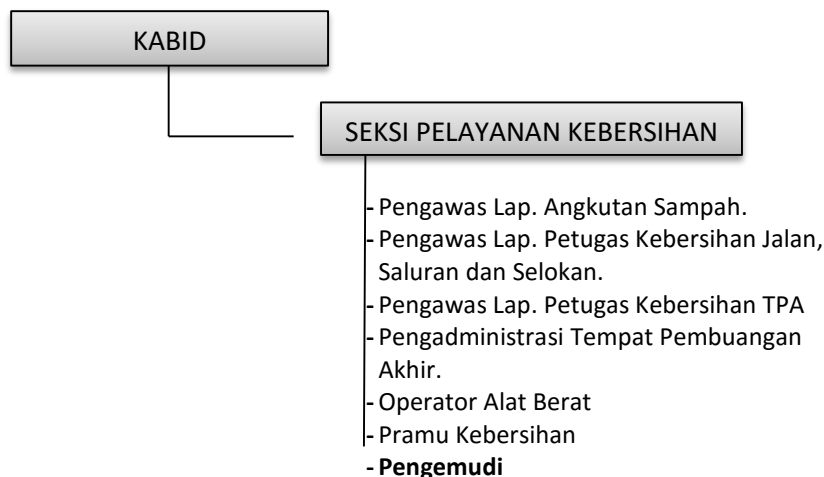 KABID
SEKSI PELAYANAN KEBERSIHAN
- Pengawas Lap. Angkutan Sampah.
- Pengawas Lap. Petugas Kebersihan Jalan,
Saluran dan Selokan.
- Pengawas Lap. Petugas Kebersihan TPA
- Pengadministrasi Tempat Pembuangan
Akhir.
- Operator Alat Berat
- Pramu Kebersihan
- Pengemudi